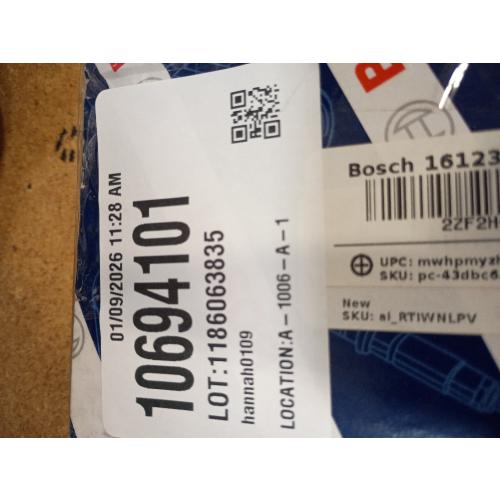 01/09/2026 11:28 AM
10694101
LOT:1186063835
hannah0109
LOCATION:A-1006-A-1
Bosch 16123
2ZF2H
UPC: mwhpmyzh
SKU: pc-43dbc6
New
SKU: al_RTIWNLPV